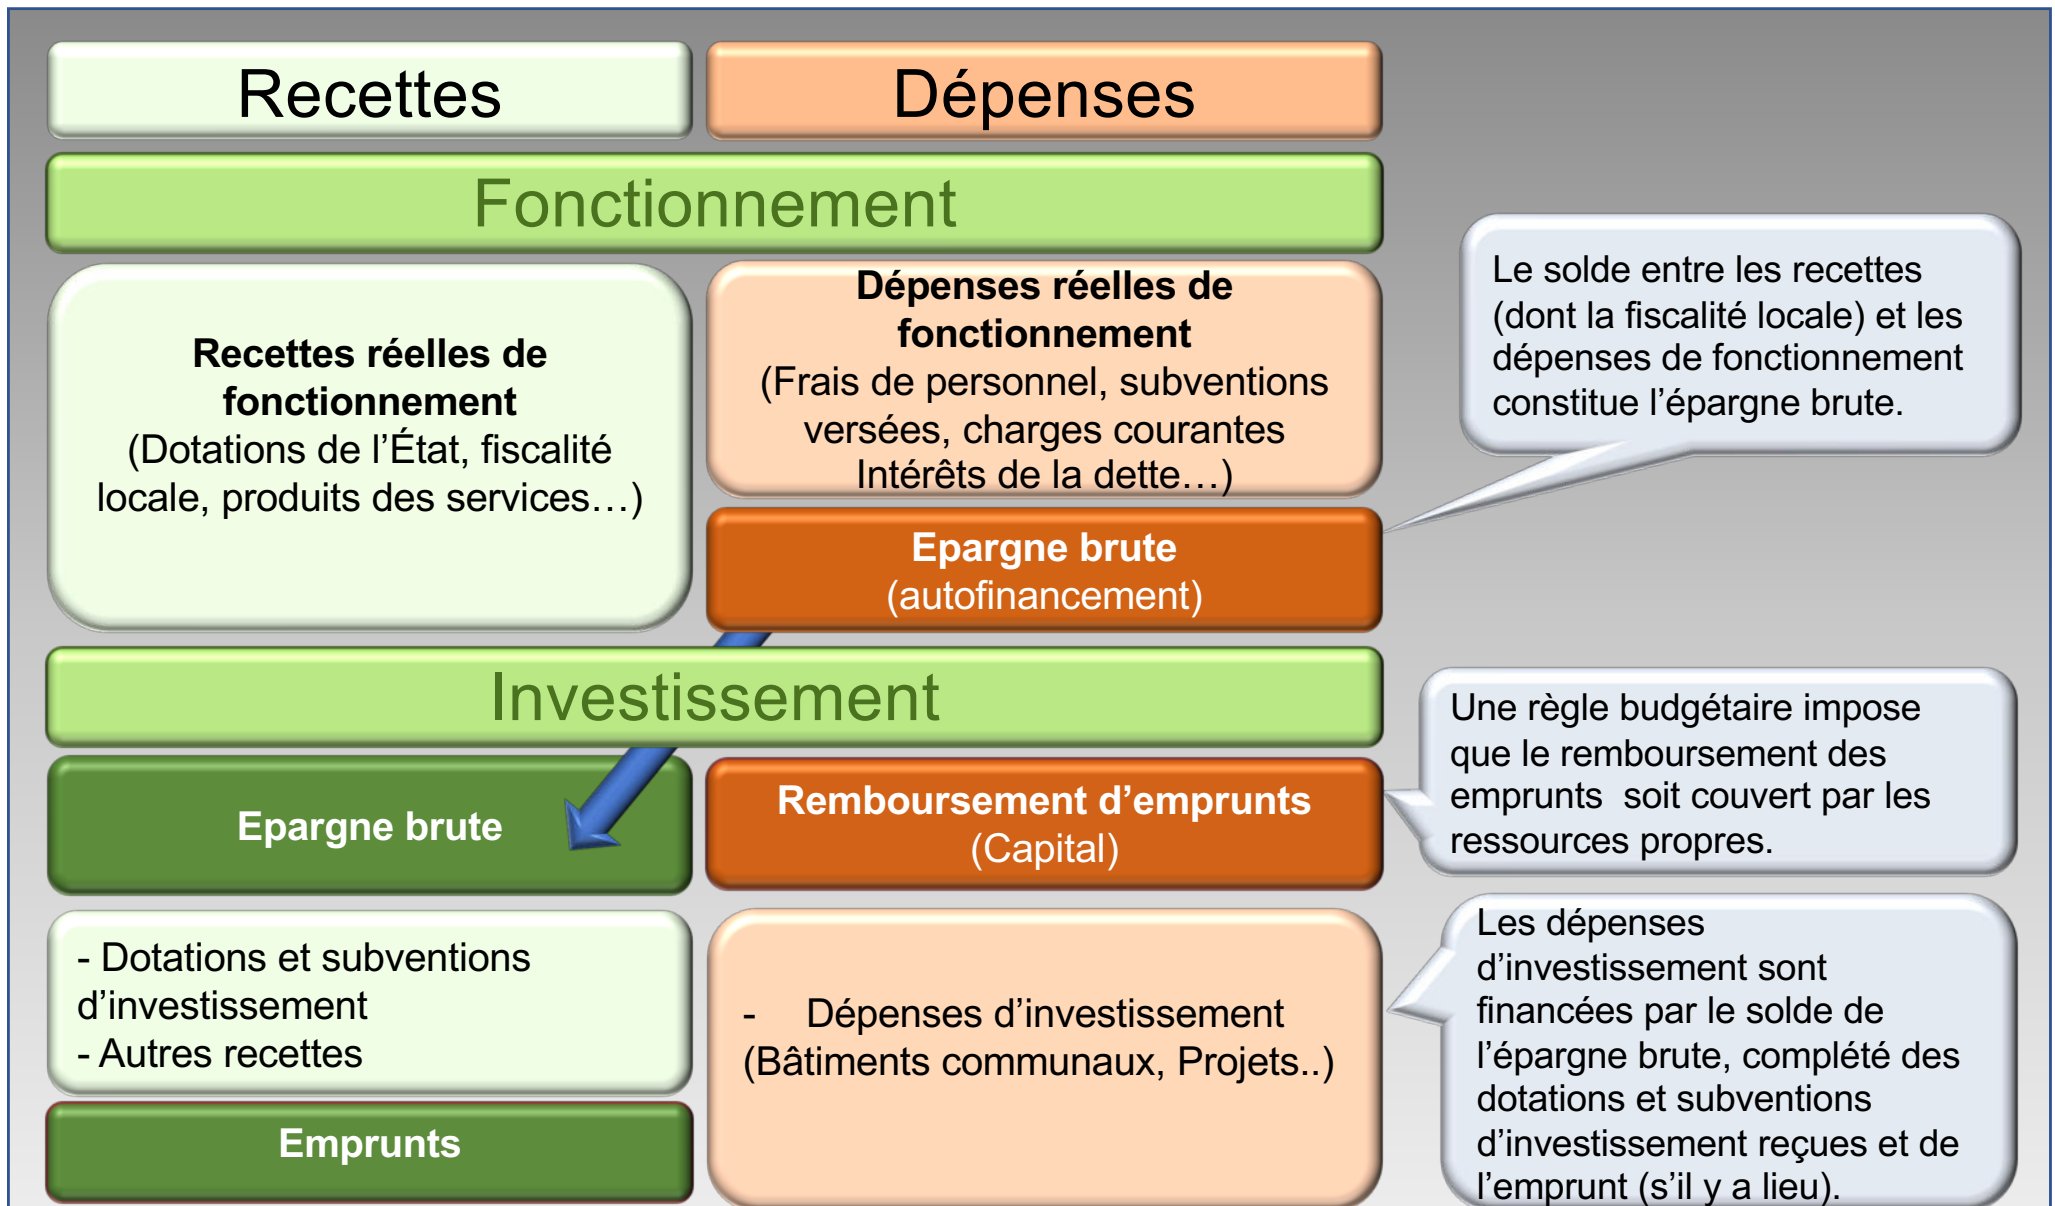 Recettes
Dépenses
Fonctionnement
Recettes réelles de
fonctionnement
(Dotations de l’État, fiscalité
locale, produits des services…)
Dépenses réelles de
fonctionnement
(Frais de personnel, subventions
versées, charges courantes
Intérêts de la dette…)
Epargne brute
(autofinancement)
Le solde entre les recettes
(dont la fiscalité locale) et les
dépenses de fonctionnement
constitue l’épargne brute.
Investissement
Epargne brute
Remboursement d’emprunts
(Capital)
Une règle budgétaire impose
que le remboursement des
emprunts  soit couvert par les
ressources propres.
- Dotations et subventions
d’investissement
- Autres recettes
Emprunts
- Dépenses d’investissement
(Bâtiments communaux, Projets..)
Les dépenses
d’investissement sont
financées par le solde de
l’épargne brute, complété des
dotations et subventions
d’investissement reçues et de
l’emprunt (s’il y a lieu).